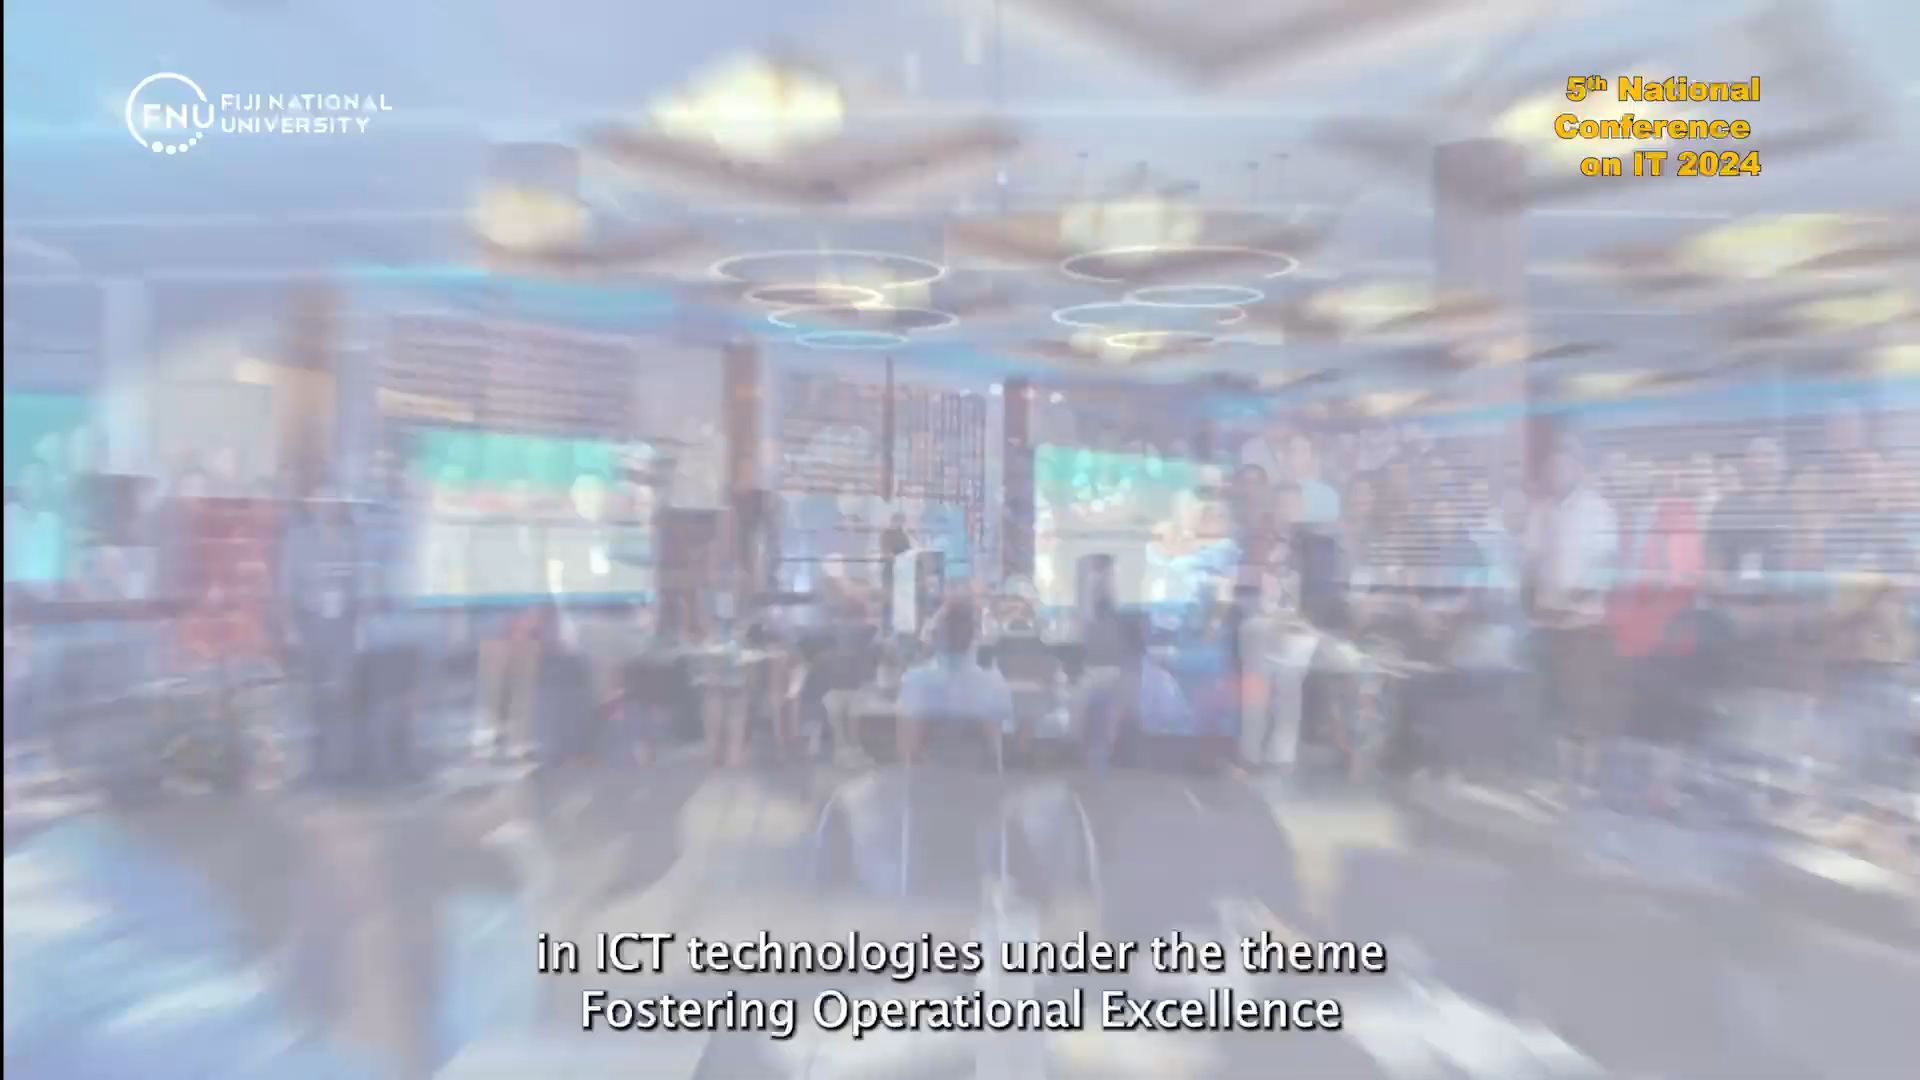 FNU FIJI NATIONAL
UNIVERSITY
5th National
Conference
on IT 2024
in ICT technologies under the theme
Fostering Operational Excellence